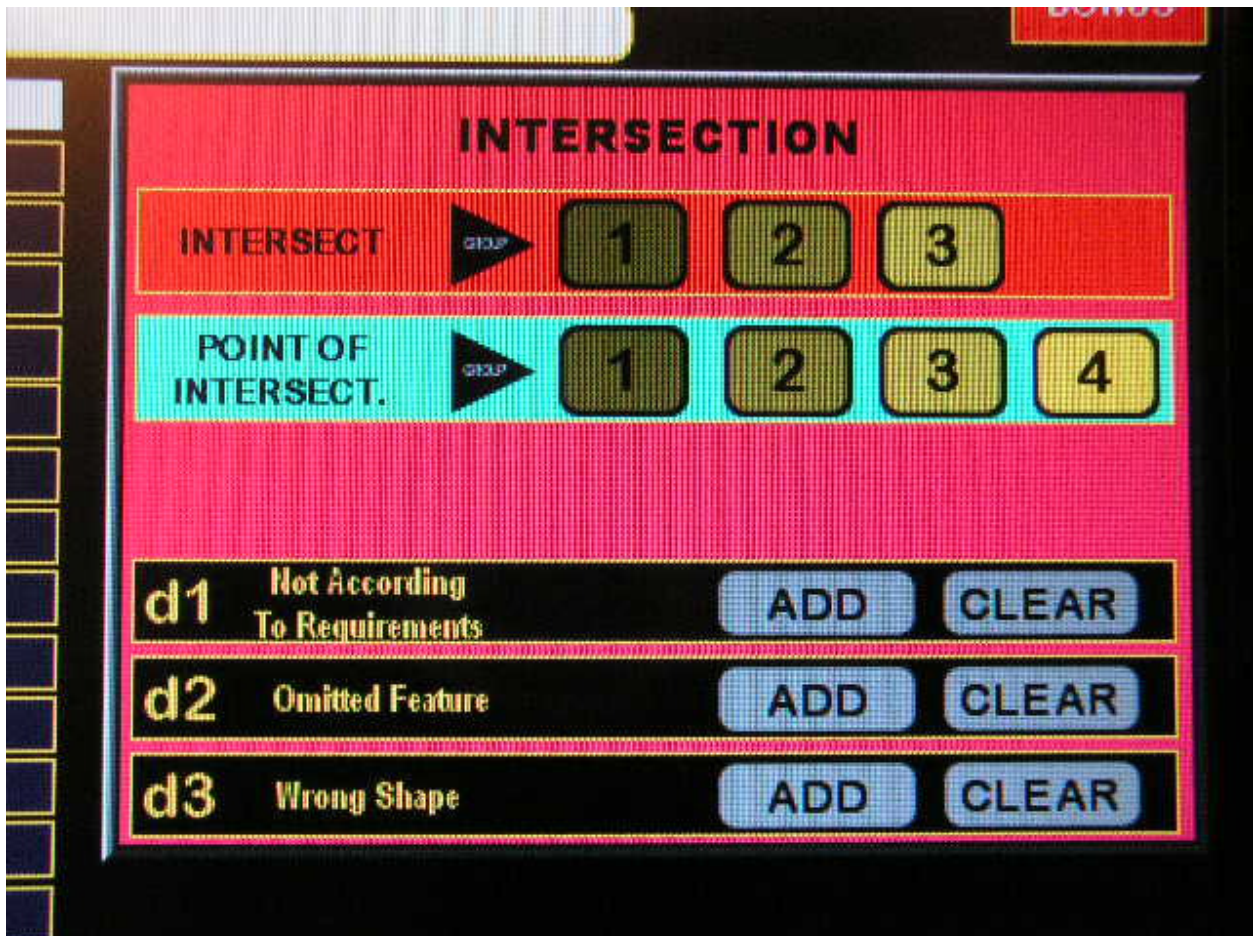 BONUS
INTERSECTION
INTERSECT GROUP 1 2 3
POINT OF
INTERSECT. GROUP 1 2 3 4
d1 Not According
To Requirements ADD CLEAR
d2 Omitted Feature ADD CLEAR
d3 Wrong Shape ADD CLEAR